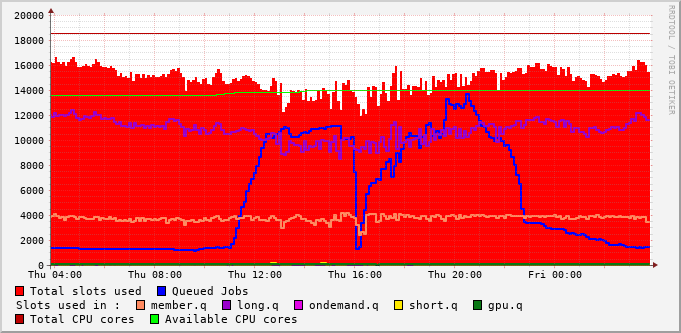 20000
18000
16000
14000
12000
10000
8000
6000
4000
2000
0
Thu 04:00 Thu 08:00 Thu 12:00 Thu 16:00 Thu 20:00 Fri 00:00
Total slots used Queued Jobs
Slots used in : member.q long.q ondemand.q short.q gpu.q
Total CPU cores Available CPU cores
RRDTOOL / TOBI OETIKER